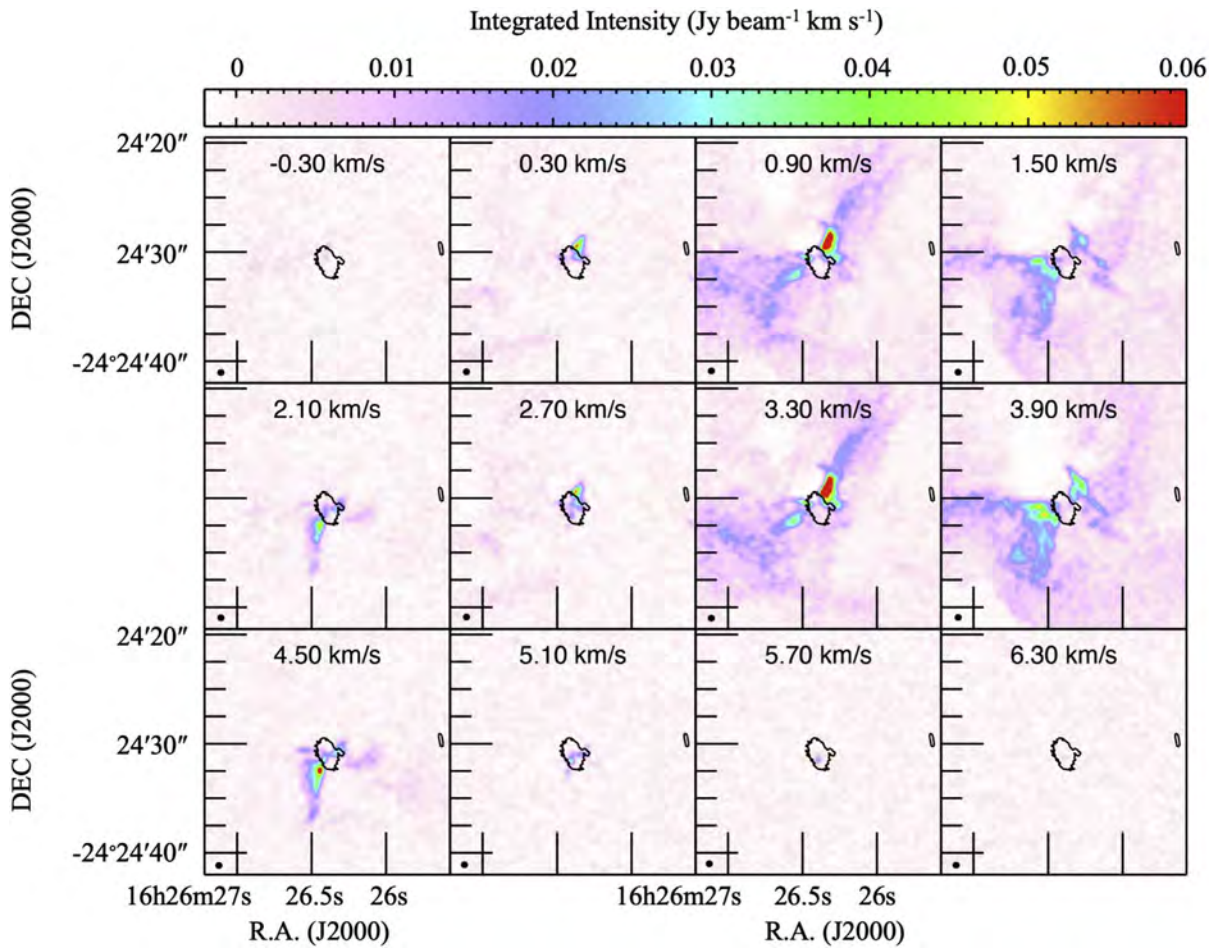 Integrated Intensity (Jy beam⁻¹ km s⁻¹)
0 0.01 0.02 0.03 0.04 0.05 0.06
24′20″ -0.30 km/s 0.30 km/s 0.90 km/s 1.50 km/s
DEC (J2000)
24′30″
-24°24′40″
2.10 km/s 2.70 km/s 3.30 km/s 3.90 km/s
24′20″
4.50 km/s 5.10 km/s 5.70 km/s 6.30 km/s
DEC (J2000)
24′30″
-24°24′40″
16h26m27s 26.5s 26s 16h26m27s 26.5s 26s
R.A. (J2000) R.A. (J2000)